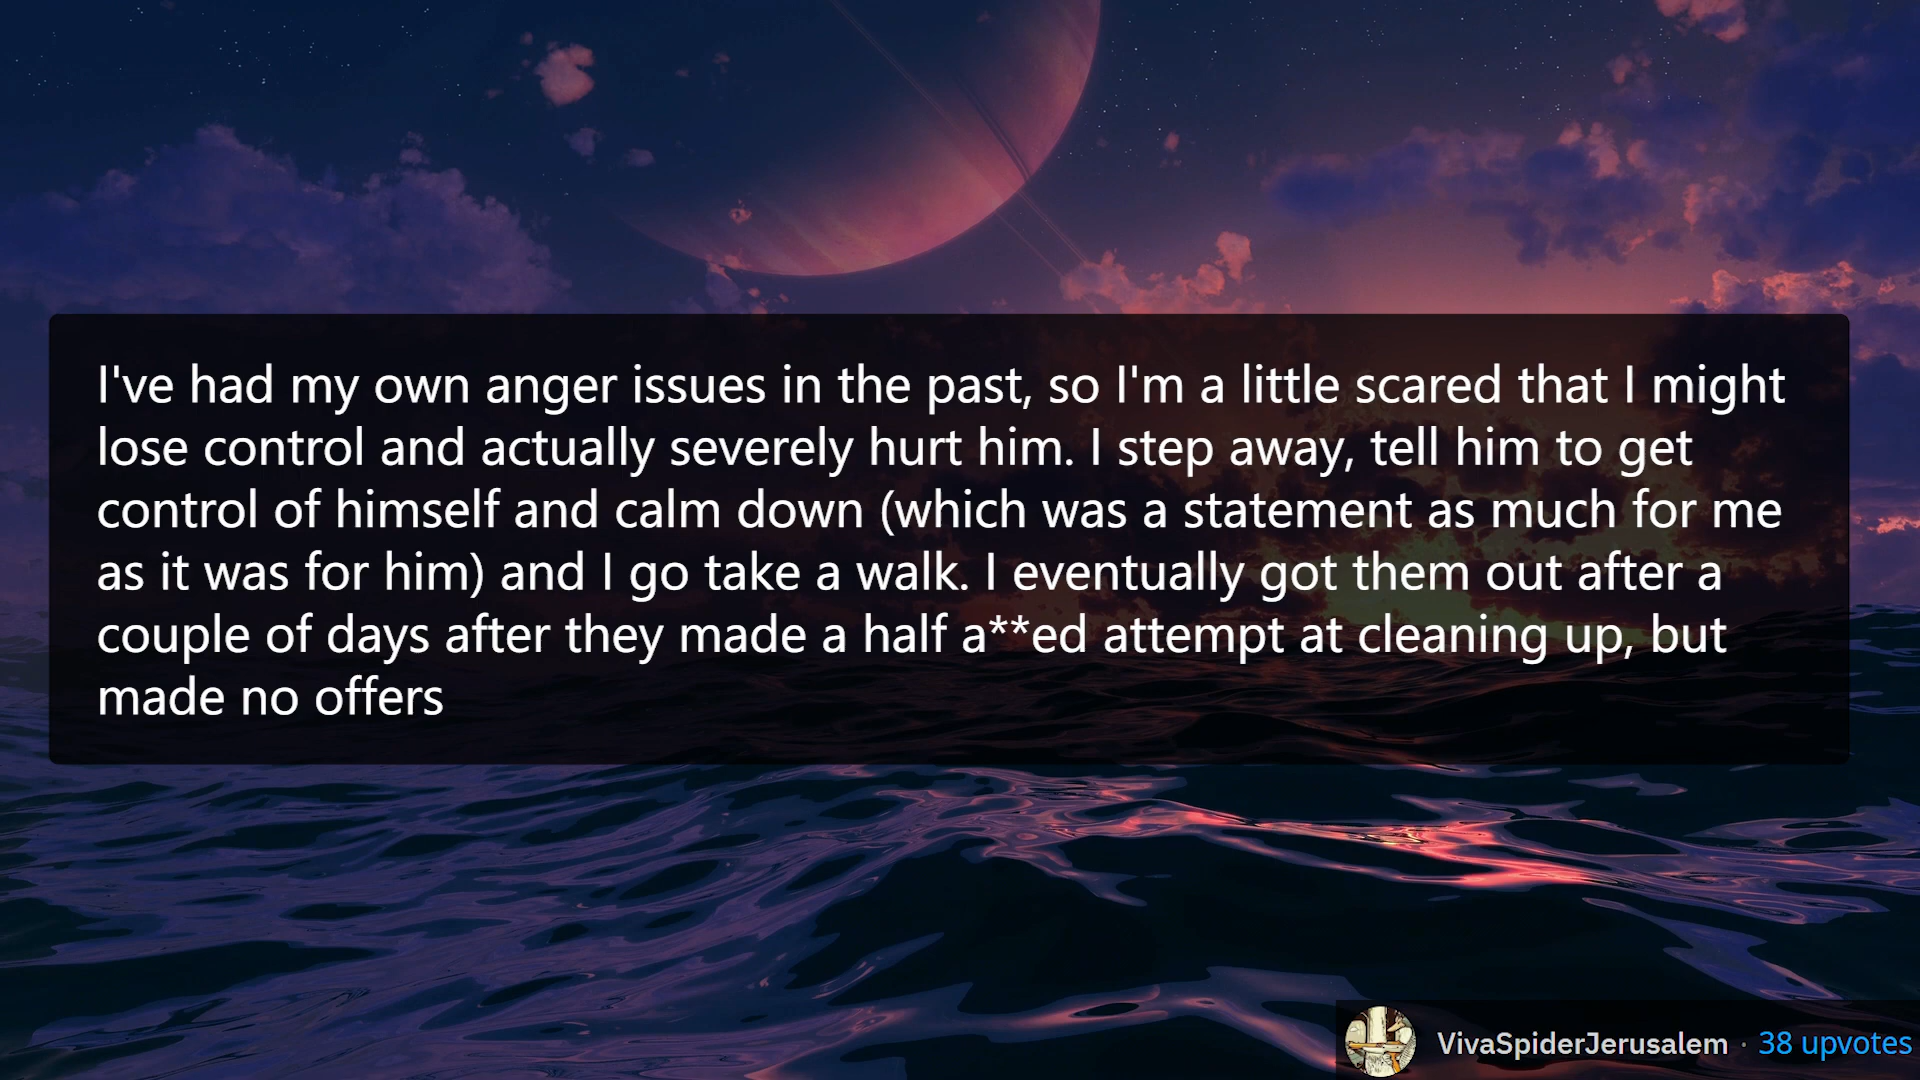 I've had my own anger issues in the past, so I'm a little scared that I might
lose control and actually severely hurt him. I step away, tell him to get
control of himself and calm down (which was a statement as much for me
as it was for him) and I go take a walk. I eventually got them out after a
couple of days after they made a half a**ed attempt at cleaning up, but
made no offers
VivaSpiderJerusalem · 38 upvotes